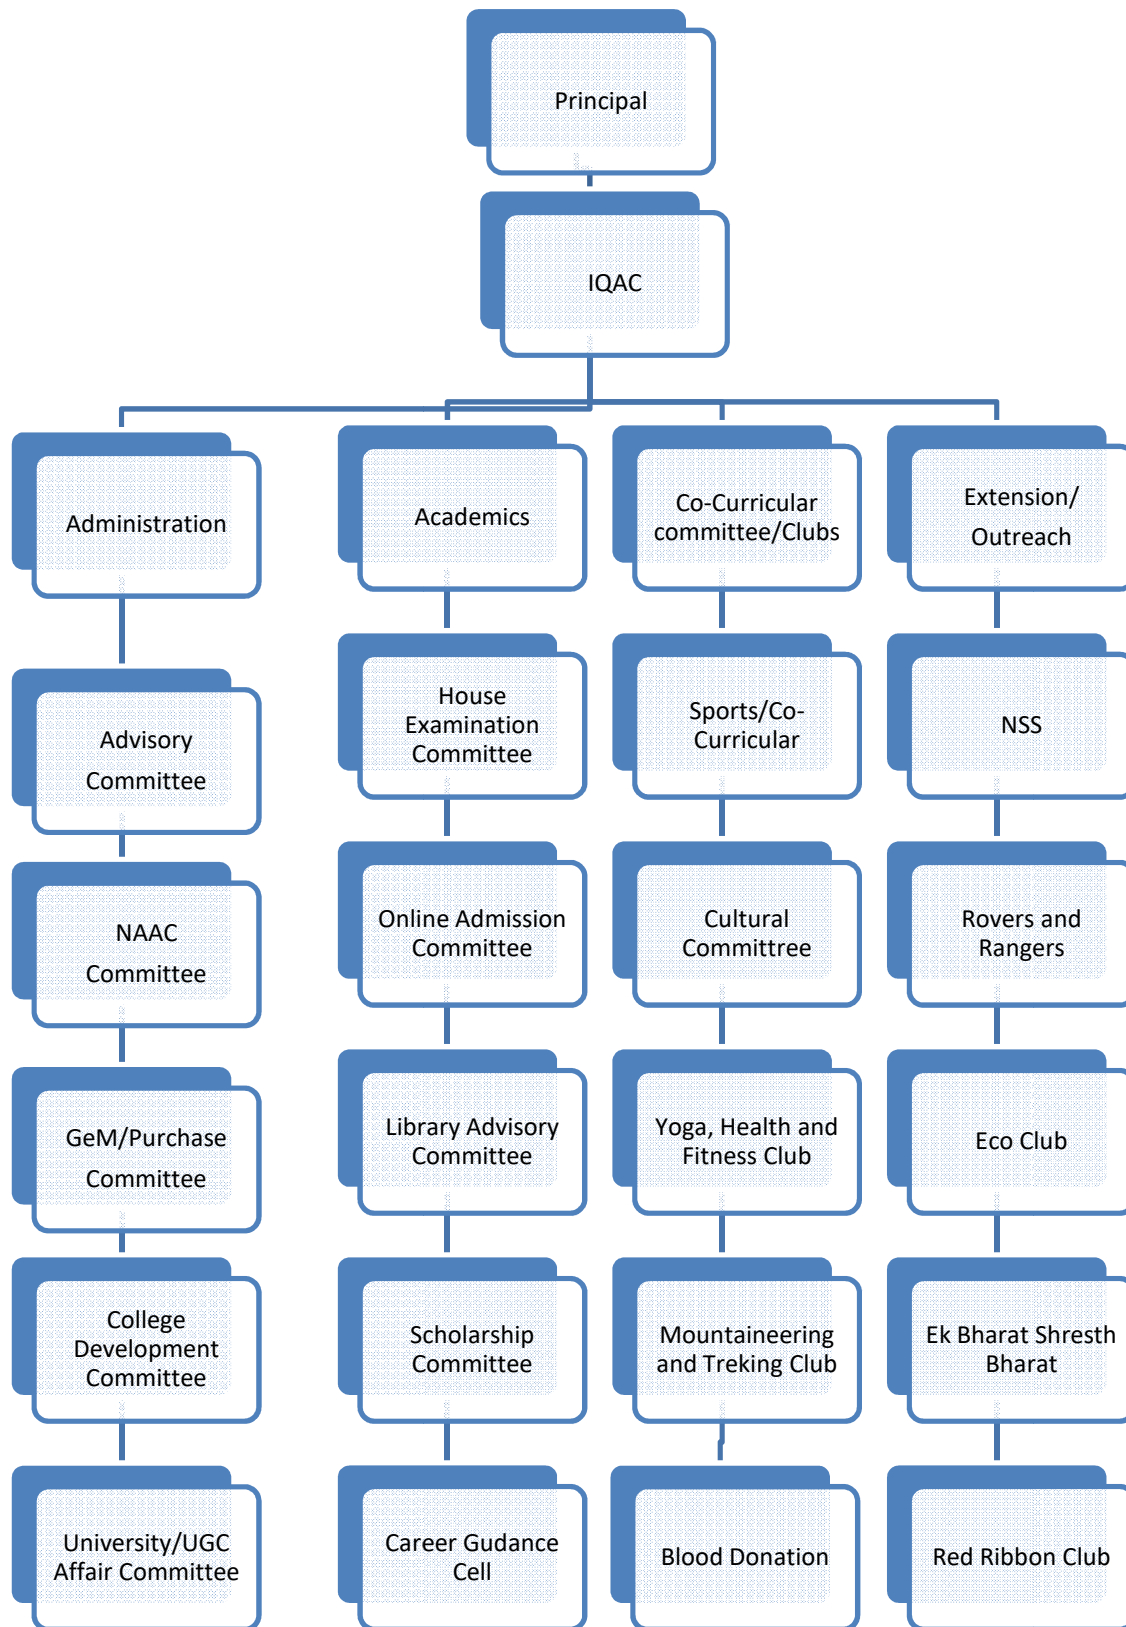 Principal
IQAC
Administration
Academics
Co-Curricular
committee/Clubs
Extension/
Outreach
Advisory
Committee
House
Examination
Committee
Sports/Co-
Curricular
NSS
NAAC
Committee
Online Admission
Committee
Cultural
Committree
Rovers and
Rangers
GeM/Purchase
Committee
Library Advisory
Committee
Yoga, Health and
Fitness Club
Eco Club
College
Development
Committee
Scholarship
Committee
Mountaineering
and Treking Club
Ek Bharat Shresth
Bharat
University/UGC
Affair Committee
Career Gudance
Cell
Blood Donation
Red Ribbon Club